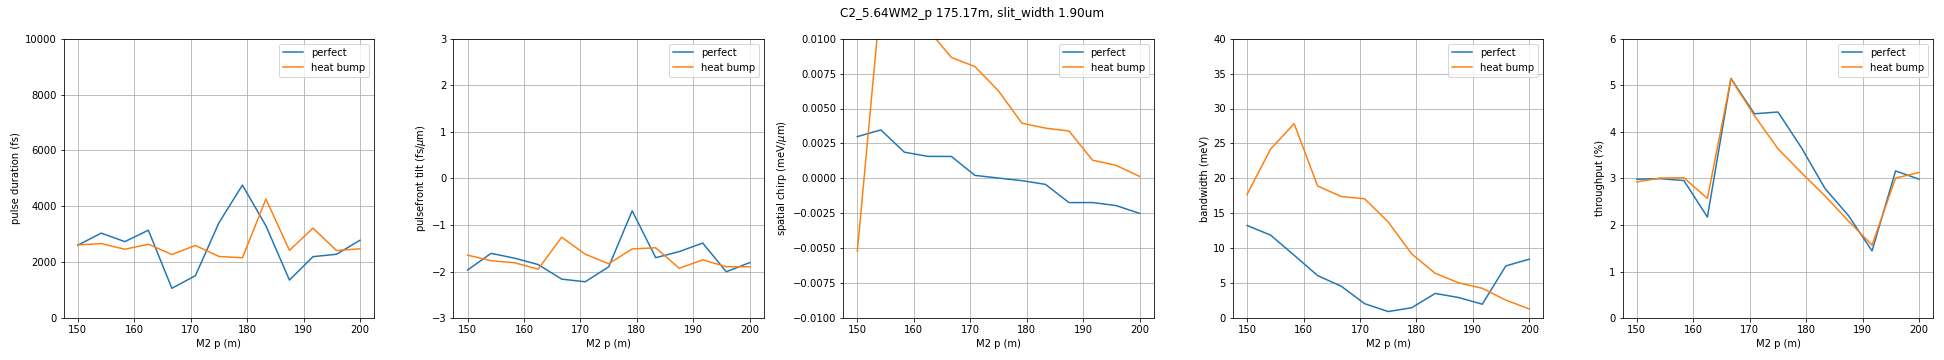 C2_5.64WM2_p 175.17m, slit_width 1.90um
pulse duration (fs)
10000
8000
6000
4000
2000
0
150 160 170 180 190 200
M2 p (m)
perfect
heat bump
pulsefront tilt (fs/μm)
3
2
1
0
−1
−2
−3
150 160 170 180 190 200
M2 p (m)
perfect
heat bump
spatial chirp (meV/μm)
0.0100
0.0075
0.0050
0.0025
0.0000
−0.0025
−0.0050
−0.0075
−0.0100
150 160 170 180 190 200
M2 p (m)
perfect
heat bump
bandwidth (meV)
40
35
30
25
20
15
10
5
0
150 160 170 180 190 200
M2 p (m)
perfect
heat bump
throughput (%)
6
5
4
3
2
1
0
150 160 170 180 190 200
M2 p (m)
perfect
heat bump